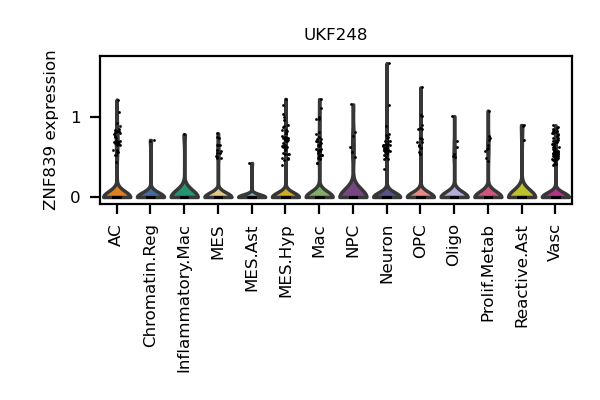 UKF248
ZNF839 expression
1
0
AC
Chromatin.Reg
Inflammatory.Mac
MES
MES.Ast
MES.Hyp
Mac
NPC
Neuron
OPC
Oligo
Prolif.Metab
Reactive.Ast
Vasc